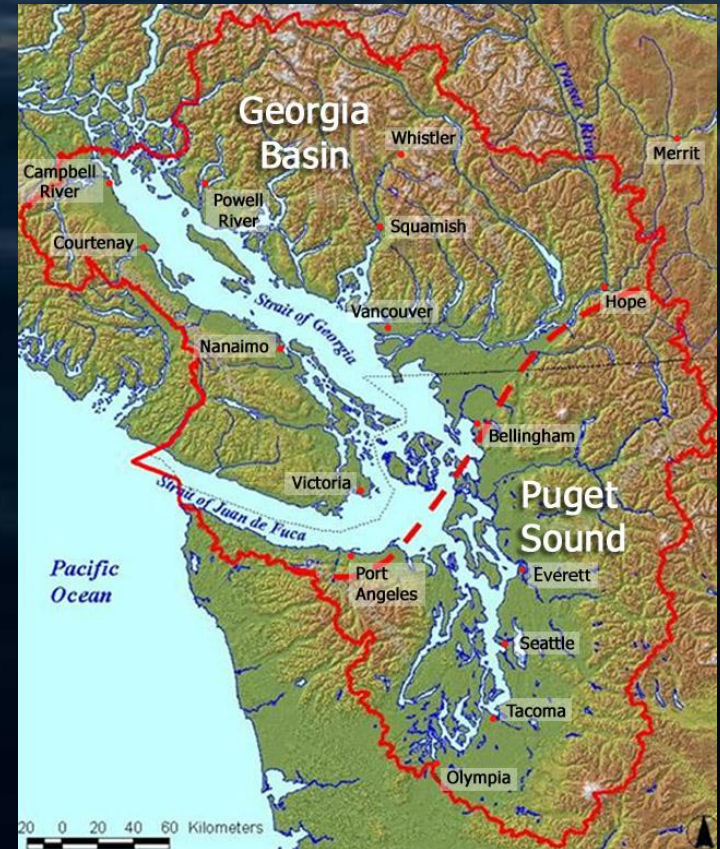 Georgia
Basin
Fraser River
Whistler
Merrit
Campbell
River
Powell
River
Squamish
Courtenay
Strait of Georgia
Vancouver
Hope
Nanaimo
Bellingham
Victoria
Strait of Juan de Fuca
Puget
Sound
Pacific
Ocean
Port
Angeles
Everett
Seattle
Tacoma
Olympia
20 0 20 40 60 Kilometers